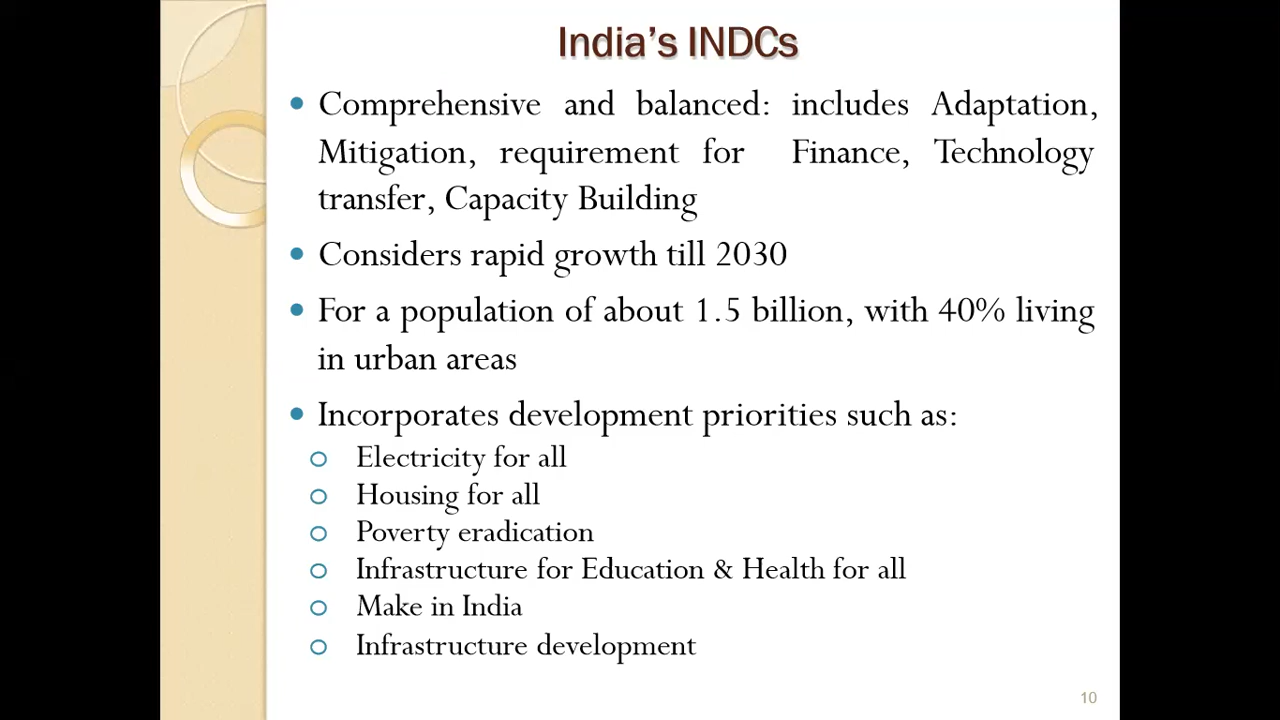 India's INDCs
• Comprehensive and balanced: includes Adaptation,
Mitigation, requirement for Finance, Technology
transfer, Capacity Building
• Considers rapid growth till 2030
• For a population of about 1.5 billion, with 40% living
in urban areas
• Incorporates development priorities such as:
o Electricity for all
o Housing for all
o Poverty eradication
o Infrastructure for Education & Health for all
o Make in India
o Infrastructure development
10